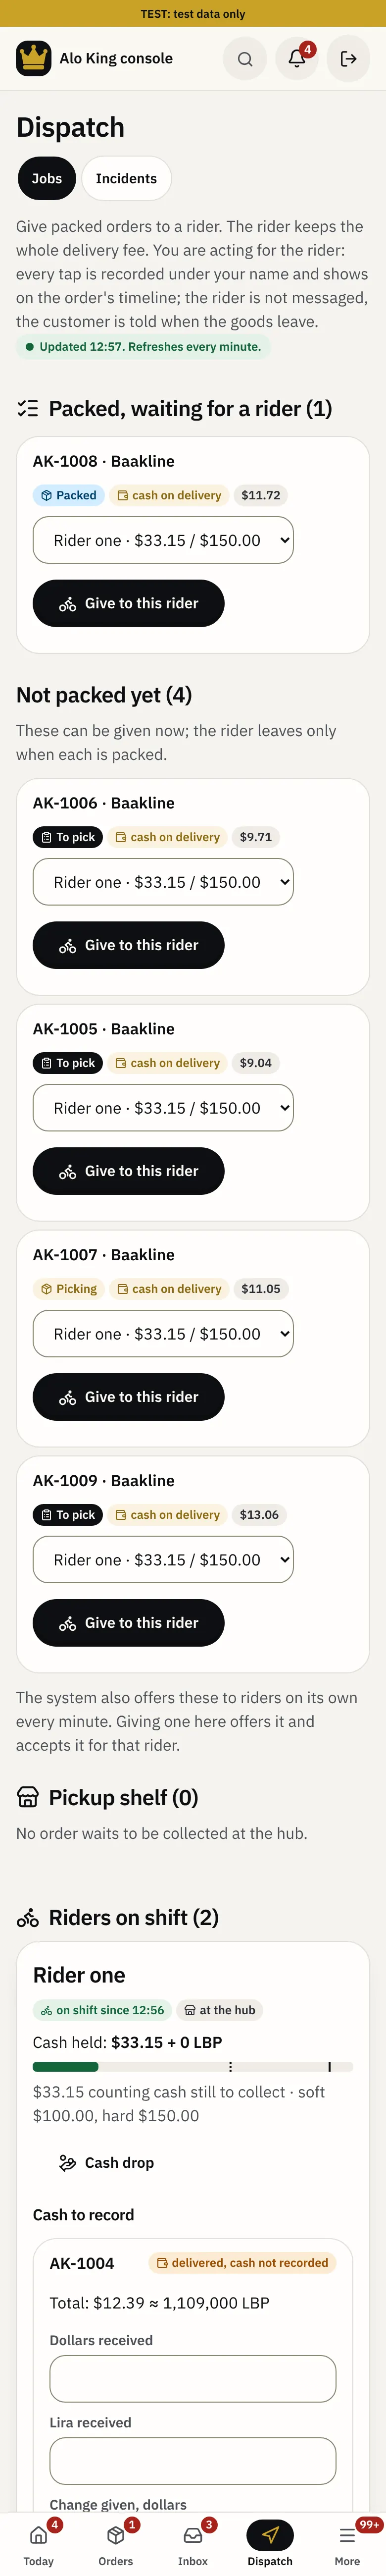 TEST: test data only
Alo King console
4
Dispatch
Jobs
Incidents
Give packed orders to a rider. The rider keeps the
whole delivery fee. You are acting for the rider:
every tap is recorded under your name and shows
on the order's timeline; the rider is not messaged,
the customer is told when the goods leave.
Updated 12:57. Refreshes every minute.
Packed, waiting for a rider (1)
AK-1008 · Baakline
Packed
cash on delivery
$11.72
Rider one · $33.15 / $150.00
Give to this rider
Not packed yet (4)
These can be given now; the rider leaves only
when each is packed.
AK-1006 · Baakline
To pick
cash on delivery
$9.71
Rider one · $33.15 / $150.00
Give to this rider
AK-1005 · Baakline
To pick
cash on delivery
$9.04
Rider one · $33.15 / $150.00
Give to this rider
AK-1007 · Baakline
Picking
cash on delivery
$11.05
Rider one · $33.15 / $150.00
Give to this rider
AK-1009 · Baakline
To pick
cash on delivery
$13.06
Rider one · $33.15 / $150.00
Give to this rider
The system also offers these to riders on its own
every minute. Giving one here offers it and
accepts it for that rider.
Pickup shelf (0)
No order waits to be collected at the hub.
Riders on shift (2)
Rider one
on shift since 12:56
at the hub
Cash held: $33.15 + 0 LBP
$33.15 counting cash still to collect · soft
$100.00, hard $150.00
Cash drop
Cash to record
AK-1004
delivered, cash not recorded
Total: $12.39 ≈ 1,109,000 LBP
Dollars received
Lira received
Change given, dollars
4
1
3
99+
Today
Orders
Inbox
Dispatch
More